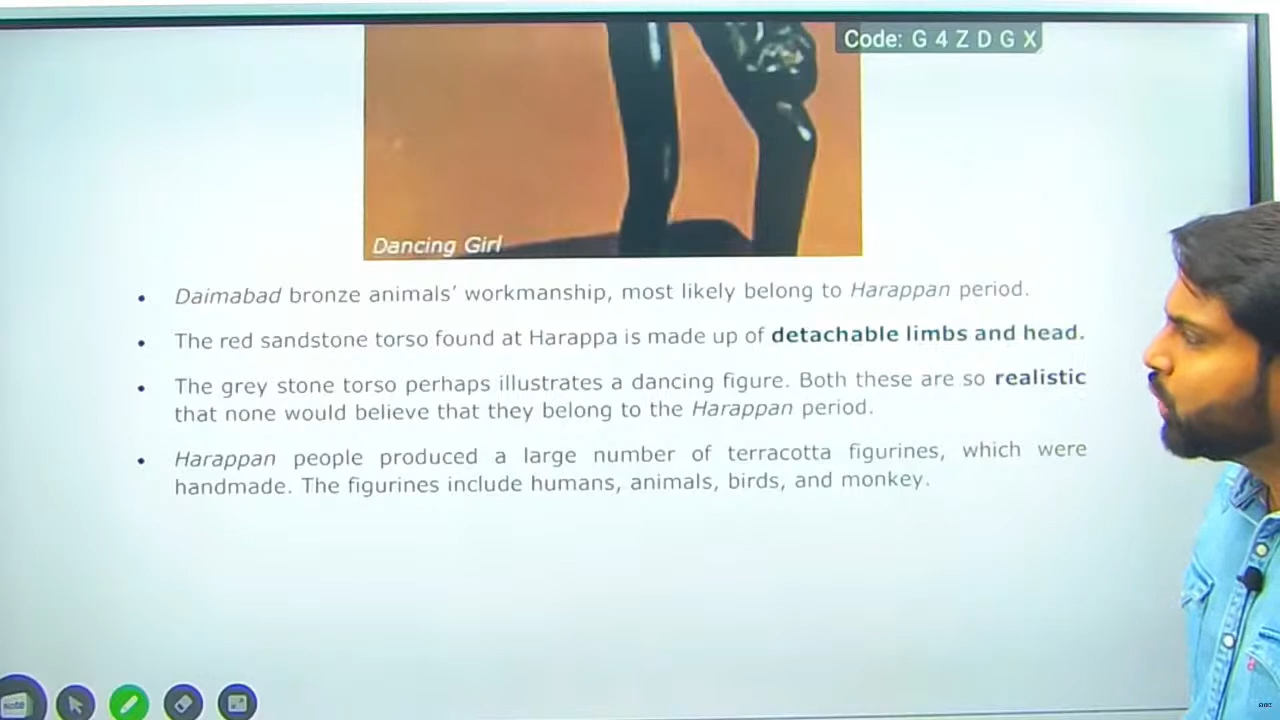 Code: G 4 Z D G X
Dancing Girl
• Daimabad bronze animals’ workmanship, most likely belong to Harappan period.
• The red sandstone torso found at Harappa is made up of detachable limbs and head.
• The grey stone torso perhaps illustrates a dancing figure. Both these are so realistic
that none would believe that they belong to the Harappan period.
• Harappan people produced a large number of terracotta figurines, which were
handmade. The figurines include humans, animals, birds, and monkey.
Note